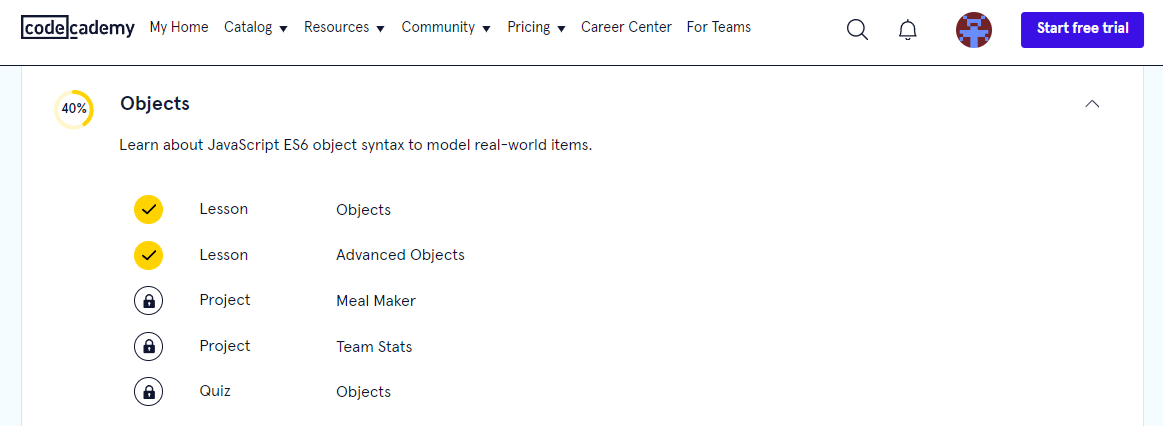 codecademy My Home Catalog Resources Community Pricing Career Center For Teams Start free trial
40% Objects
Learn about JavaScript ES6 object syntax to model real-world items.
Lesson Objects
Lesson Advanced Objects
Project Meal Maker
Project Team Stats
Quiz Objects